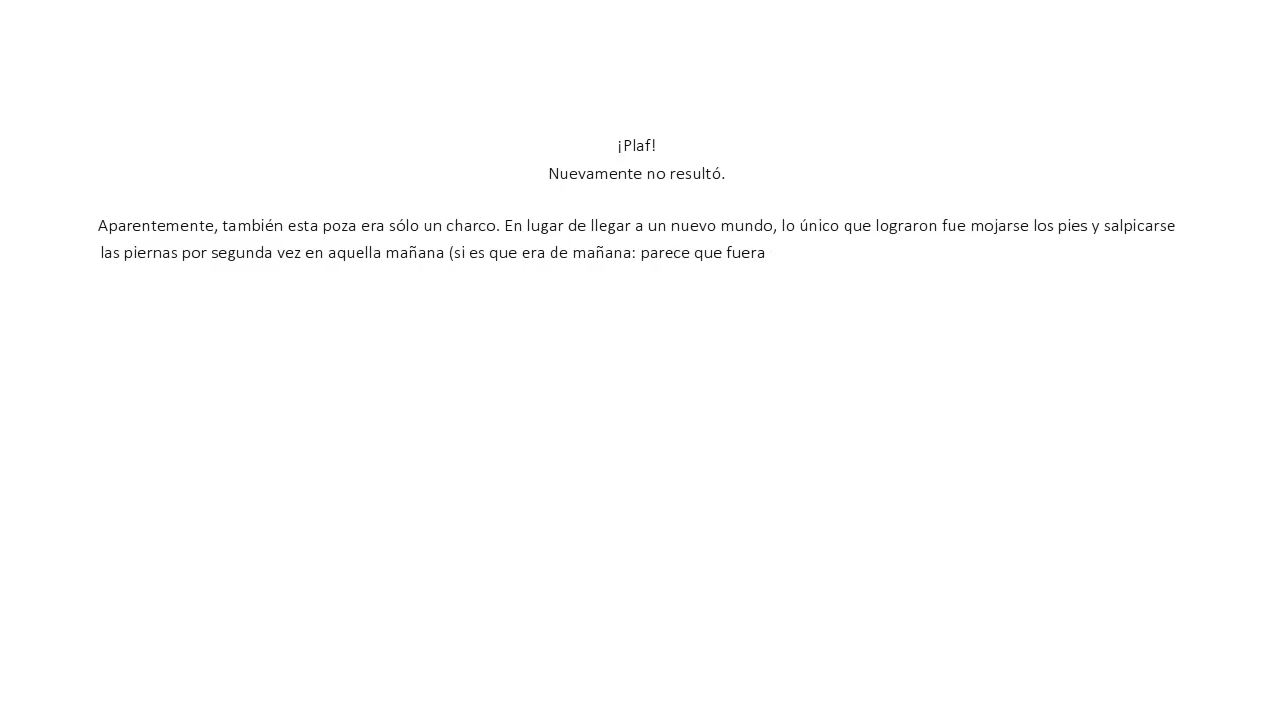 ¡Plaf!
Nuevamente no resultó.
Aparentemente, también esta poza era sólo un charco. En lugar de llegar a un nuevo mundo, lo único que lograron fue mojarse los pies y salpicarse
las piernas por segunda vez en aquella mañana (si es que era de mañana: parece que fuera